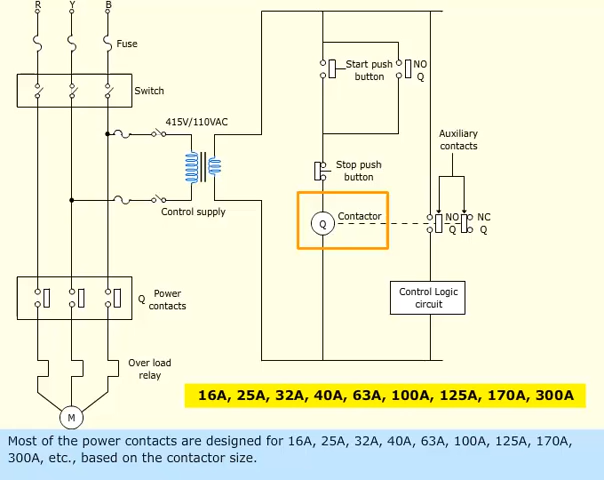 R Y B
Fuse
Switch
415V/110VAC
Control supply
Start push
button
NO
Q
Auxiliary
contacts
Stop push
button
Contactor
Q
NO
Q
NC
Q
Q
Power
contacts
Control Logic
circuit
Over load
relay
M
16A, 25A, 32A, 40A, 63A, 100A, 125A, 170A, 300A
Most of the power contacts are designed for 16A, 25A, 32A, 40A, 63A, 100A, 125A, 170A,
300A, etc., based on the contactor size.